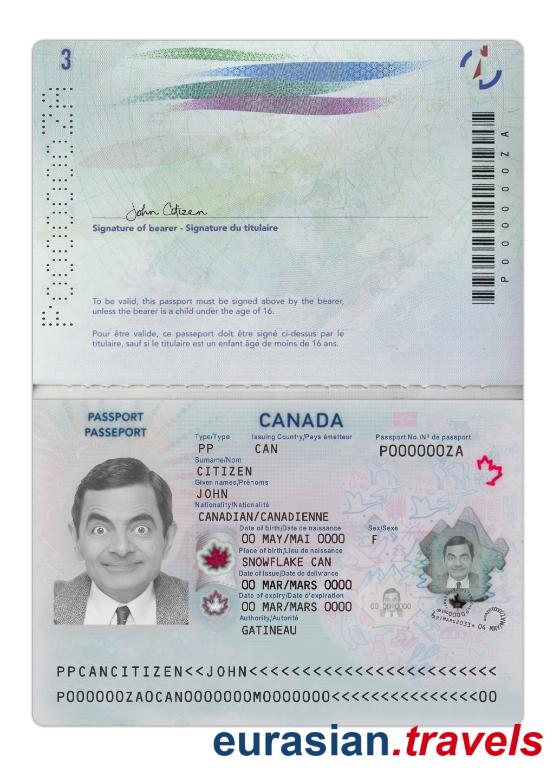 3
P000000ZA
John Citizen
Signature of bearer - Signature du titulaire
To be valid, this passport must be signed above by the bearer,
unless the bearer is a child under the age of 16.
Pour être valide, ce passeport doit être signé ci-dessus par le
titulaire, sauf si le titulaire est un enfant âgé de moins de 16 ans.
P000000ZA
PASSPORT
PASSEPORT
CANADA
Type/Type Issuing Country/Pays émetteur Passport No./Nº de passport
PP CAN P000000ZA
Surname/Nom
CITIZEN
Given names/Prénoms
JOHN
Nationality/Nationalité
CANADIAN/CANADIENNE
Date of birth/Date de naissance Sex/Sexe
00 MAY/MAI 0000 F
Place of birth/Lieu de naissance
SNOWFLAKE CAN
Date of issue/Date de délivrance
00 MAR/MARS 0000
Date of expiry/Date d'expiration
00 MAR/MARS 0000
Authority/Autorité
GATINEAU
PPCANCITIZEN<<JOHN<<<<<<<<<<<<<<<<<<<<<<<<<<
P000000ZA0CAN0000000M0000000<<<<<<<<<<<<<<00
eurasian.travels